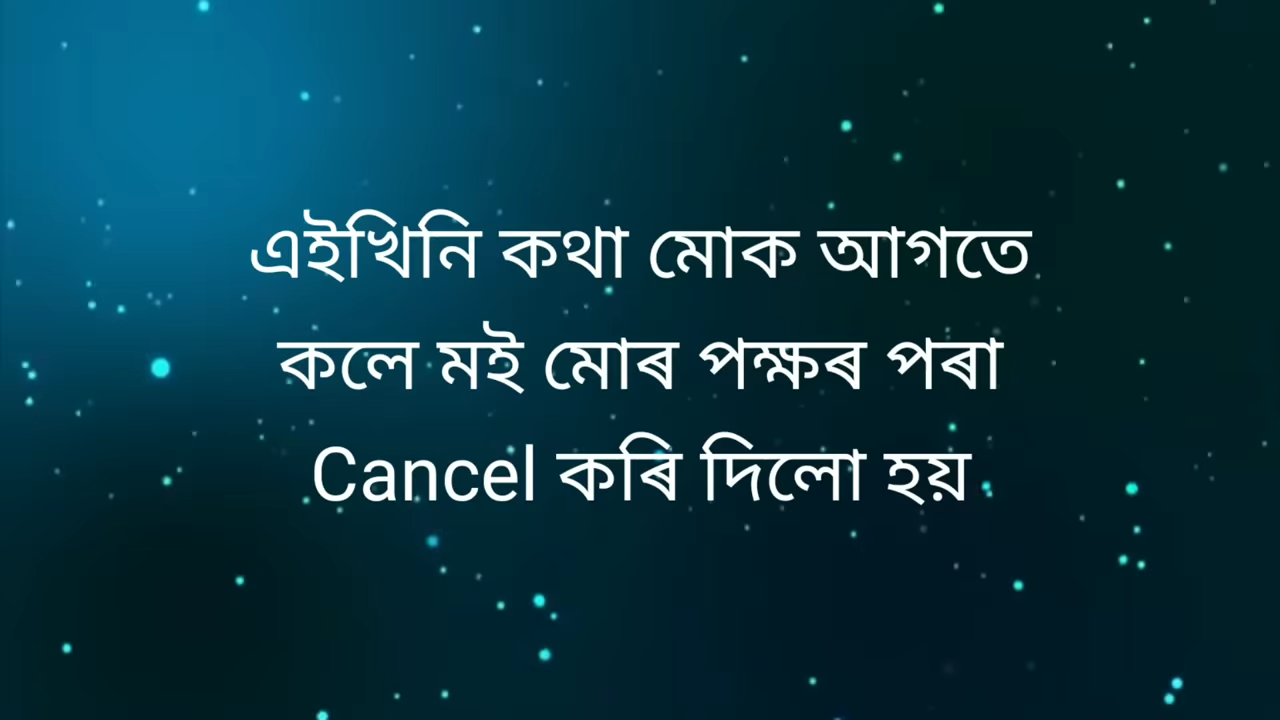 এইখিনি কথা মোক আগতে
কলে মই মোৰ পক্ষৰ পৰা
Cancel কৰি দিলো হয়